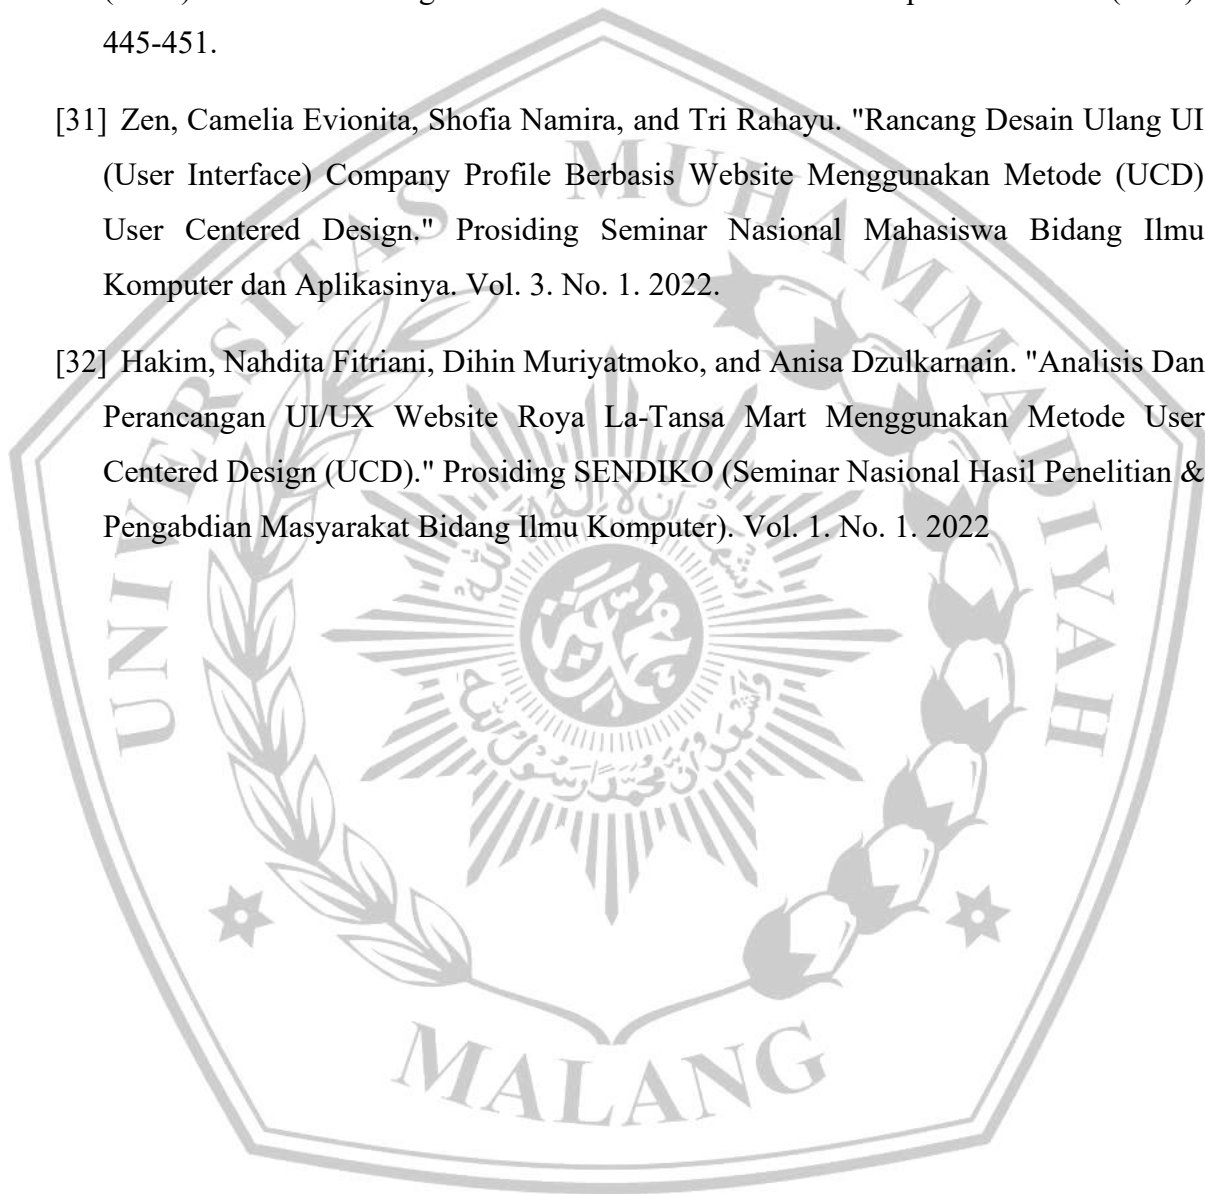 445-451.
[31] Zen, Camelia Evionita, Shofia Namira, and Tri Rahayu. "Rancang Desain Ulang UI
(User Interface) Company Profile Berbasis Website Menggunakan Metode (UCD)
User Centered Design." Prosiding Seminar Nasional Mahasiswa Bidang Ilmu
Komputer dan Aplikasinya. Vol. 3. No. 1. 2022.
[32] Hakim, Nahdita Fitriani, Dihin Muriyatmoko, and Anisa Dzulkarnain. "Analisis Dan
Perancangan UI/UX Website Roya La-Tansa Mart Menggunakan Metode User
Centered Design (UCD)." Prosiding SENDIKO (Seminar Nasional Hasil Penelitian &
Pengabdian Masyarakat Bidang Ilmu Komputer). Vol. 1. No. 1. 2022
UNIVERSITAS MUHAMMADIYAH
MALANG